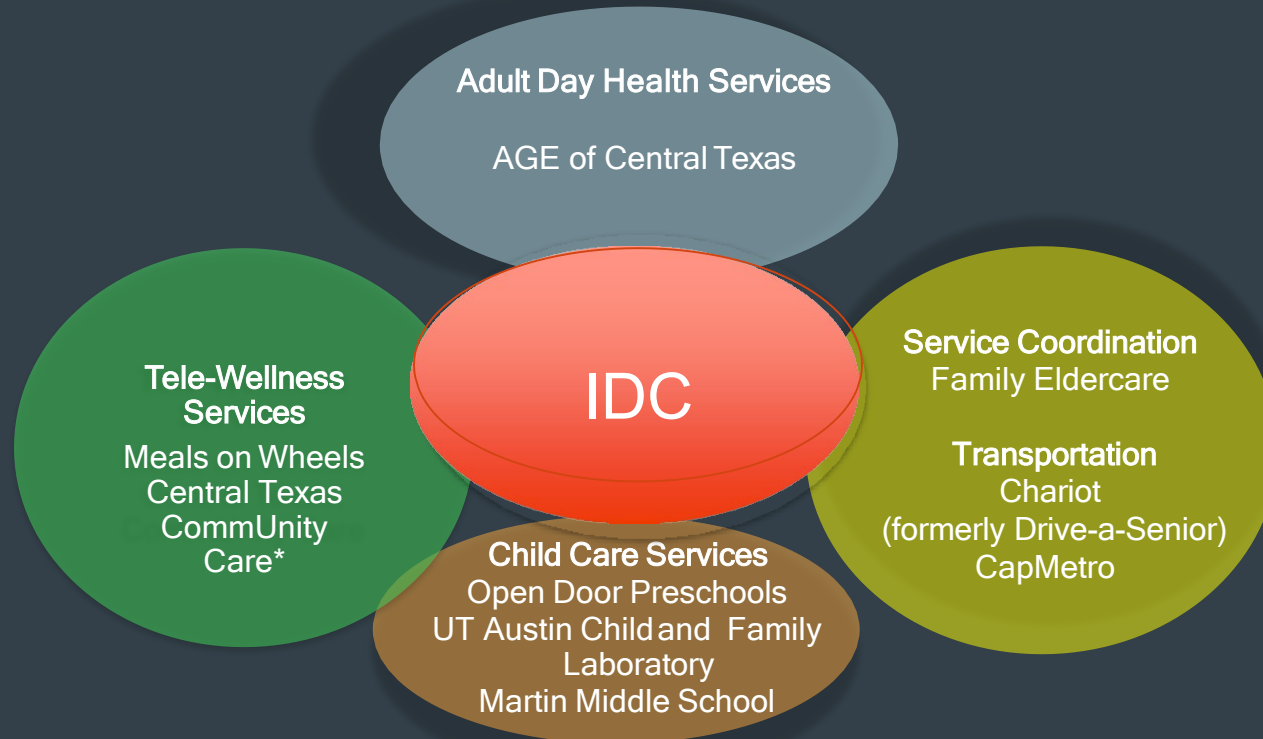 Adult Day Health Services
AGE of Central Texas
IDC
Tele-Wellness
Services
Meals on Wheels
Central Texas
CommUnity
Care*
Service Coordination
Family Eldercare
Transportation
Chariot
(formerly Drive-a-Senior)
CapMetro
Child Care Services
Open Door Preschools
UT Austin Child and Family
Laboratory
Martin Middle School